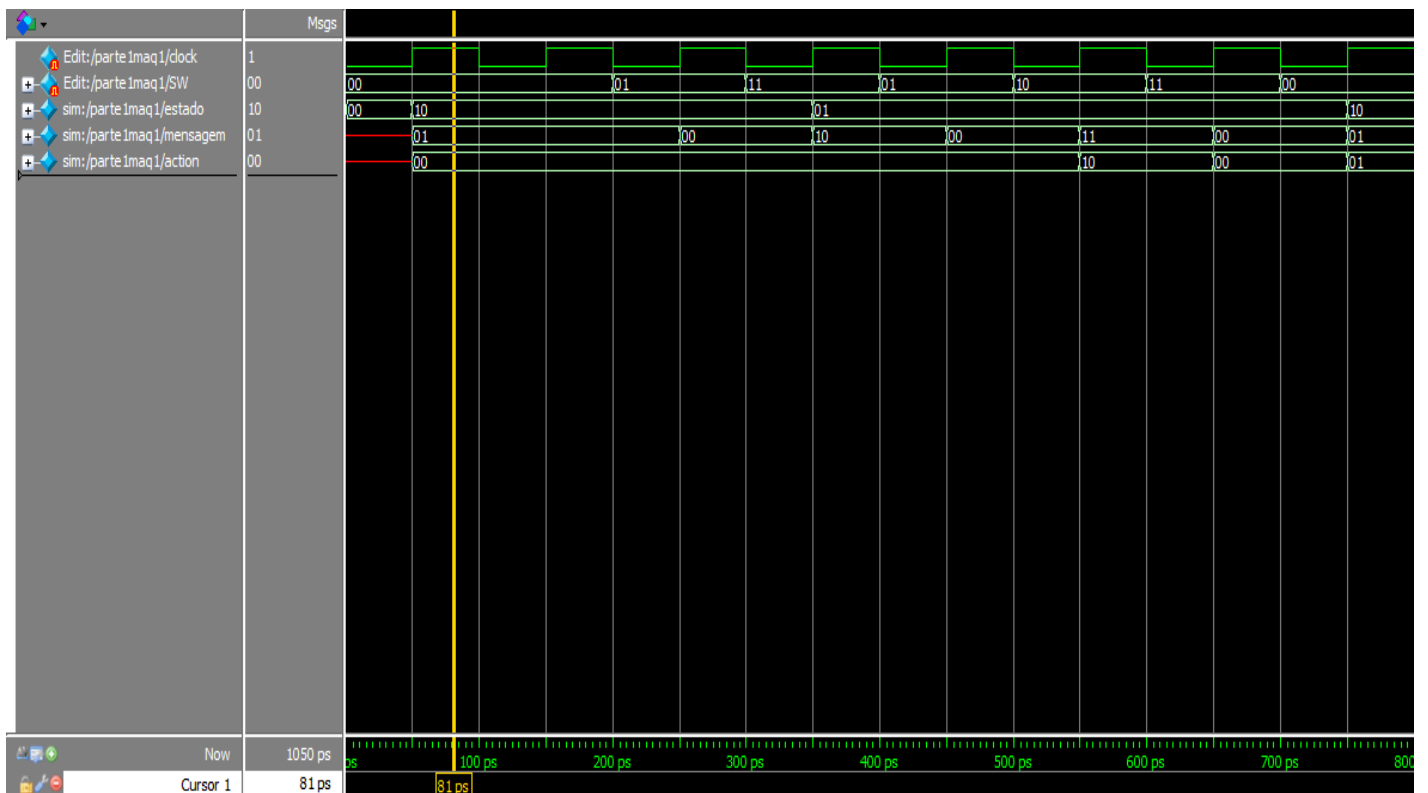 Msgs
Edit:/parte1maq1/clock 1
Edit:/parte1maq1/SW 00 00 01 11 01 10 11 00
sim:/parte1maq1/estado 10 00 10 01 10
sim:/parte1maq1/mensagem 01 01 00 10 00 11 00 01
sim:/parte1maq1/action 00 00 10 00 01
Now 1050 ps ps 100 ps 200 ps 300 ps 400 ps 500 ps 600 ps 700 ps 800
Cursor 1 81 ps 81 ps